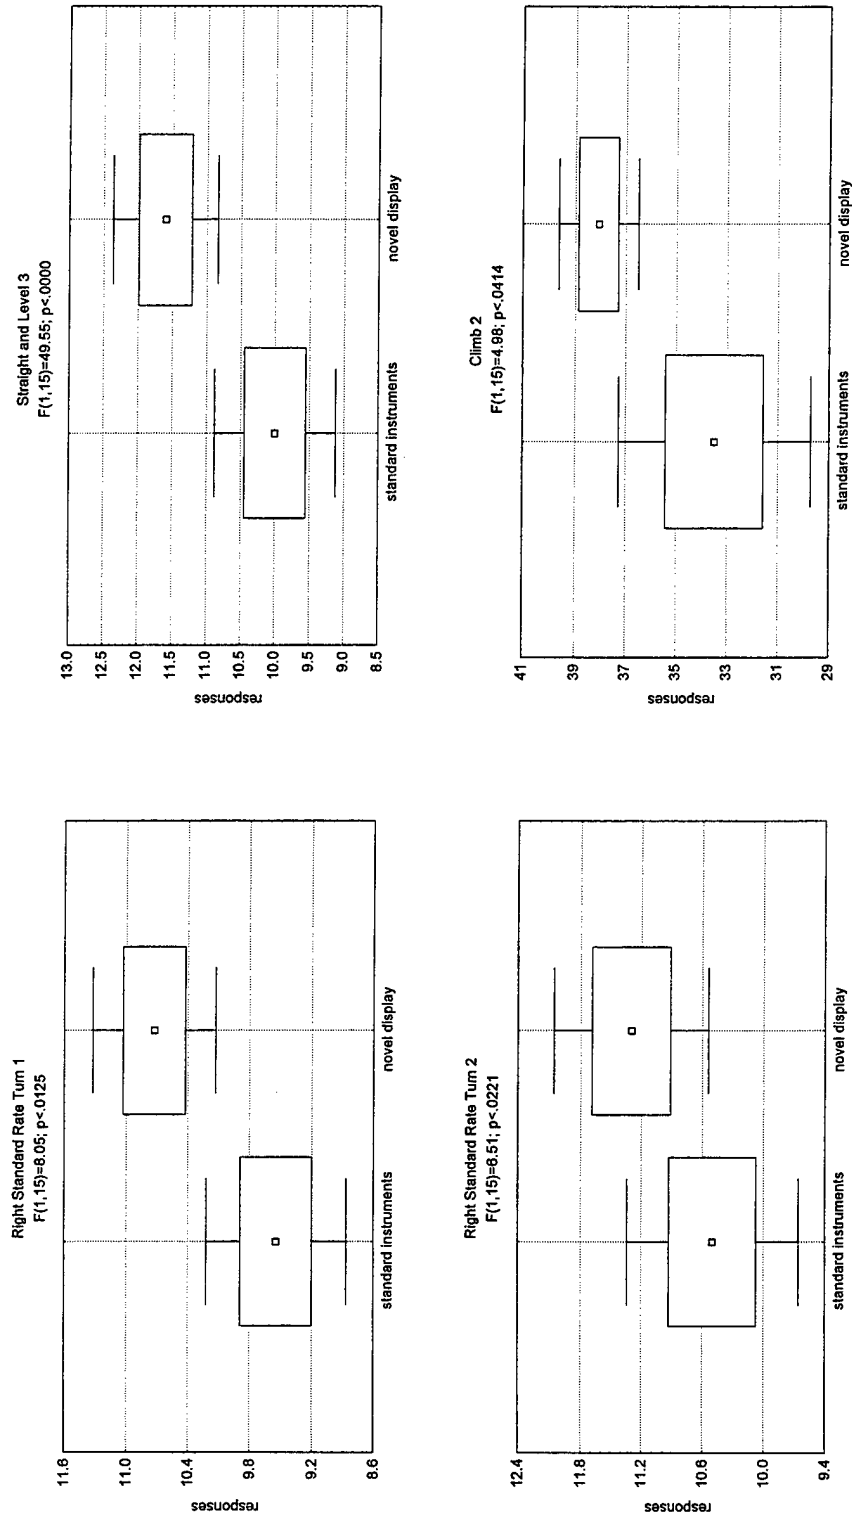 Right Standard Rate Turn 1
F(1,15)=8.05; p<.0125
responses
11.6
11.0
10.4
9.8
9.2
8.6
standard instruments
novel display
Straight and Level 3
F(1,15)=49.55; p<.0000
responses
13.0
12.5
12.0
11.5
11.0
10.5
10.0
9.5
9.0
8.5
standard instruments
novel display
Right Standard Rate Turn 2
F(1,15)=6.51; p<.0221
responses
12.4
11.8
11.2
10.6
10.0
9.4
standard instruments
novel display
Climb 2
F(1,15)=4.98; p<.0414
responses
41
39
37
35
33
31
29
standard instruments
novel display